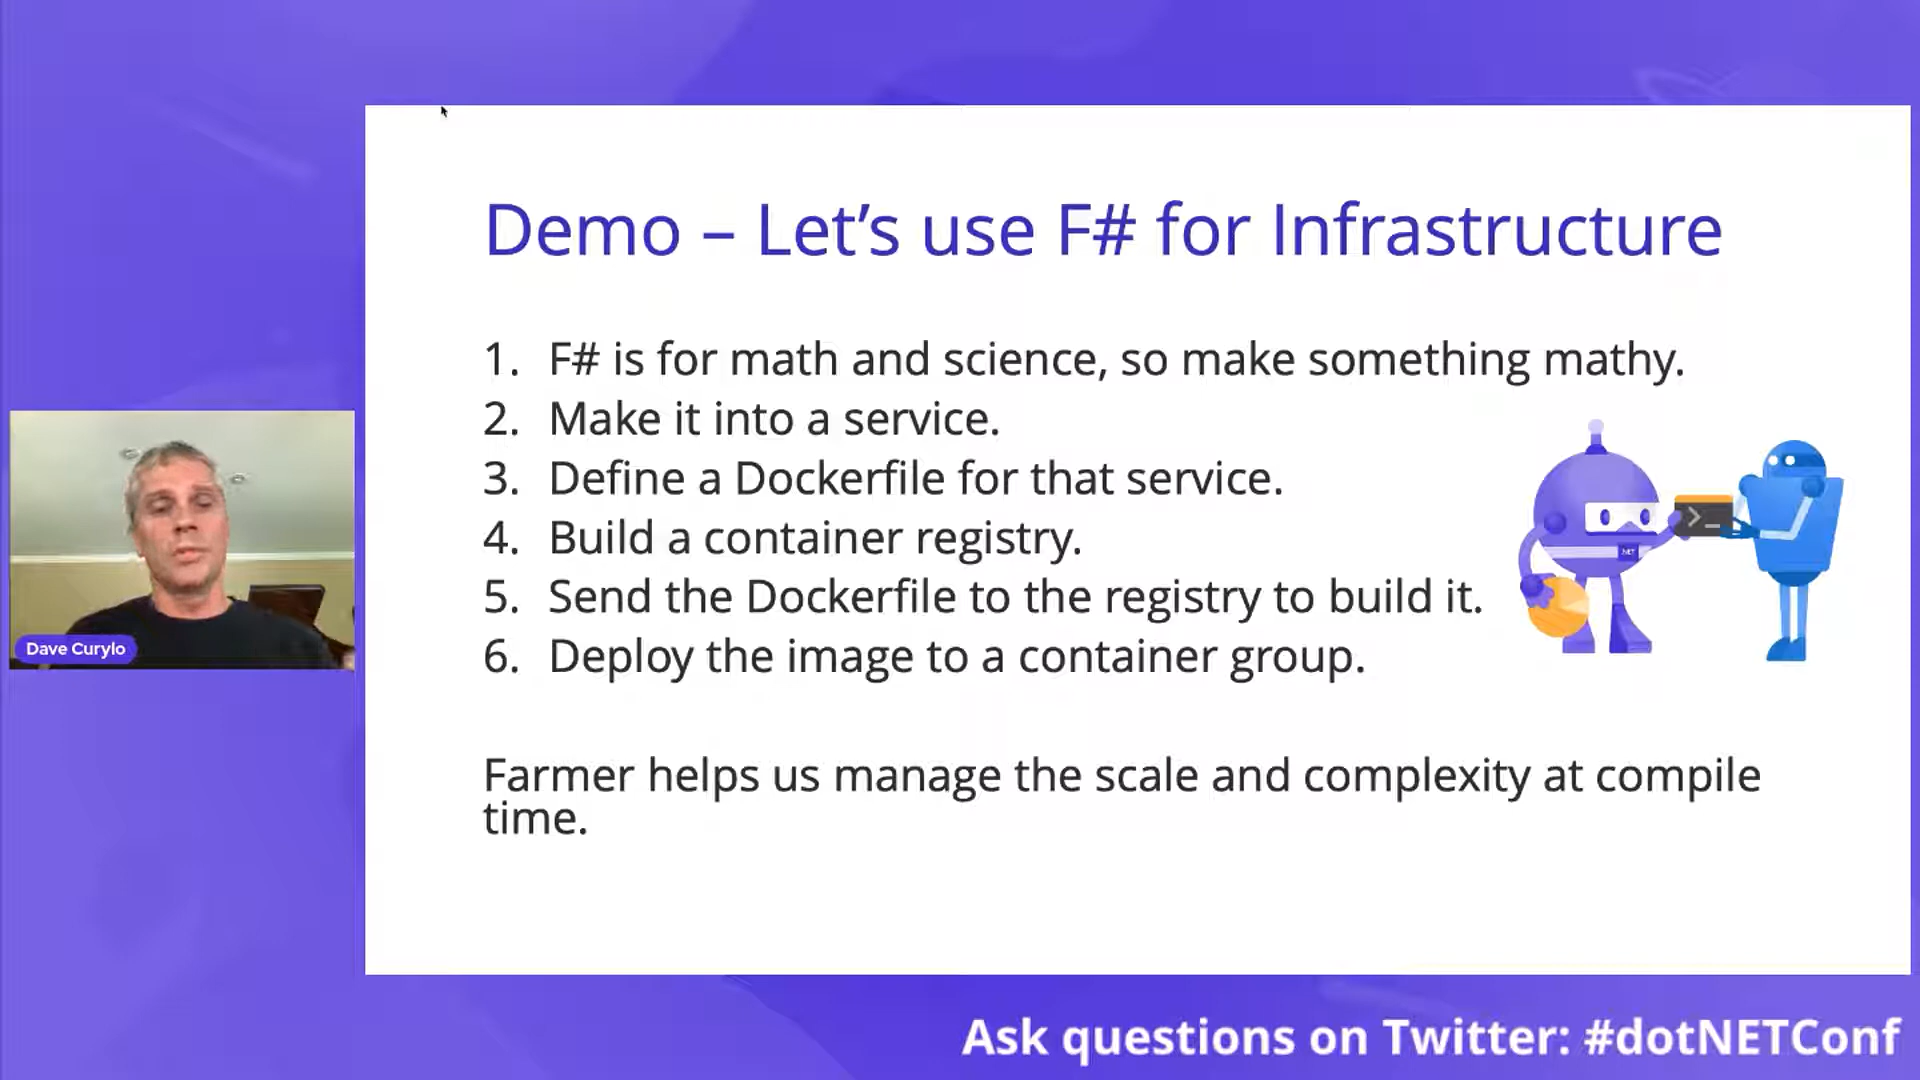 Demo – Let's use F# for Infrastructure
1. F# is for math and science, so make something mathy.
2. Make it into a service.
3. Define a Dockerfile for that service.
4. Build a container registry.
5. Send the Dockerfile to the registry to build it.
6. Deploy the image to a container group.
Farmer helps us manage the scale and complexity at compile
time.
.NET
Dave Curylo
Ask questions on Twitter: #dotNETConf